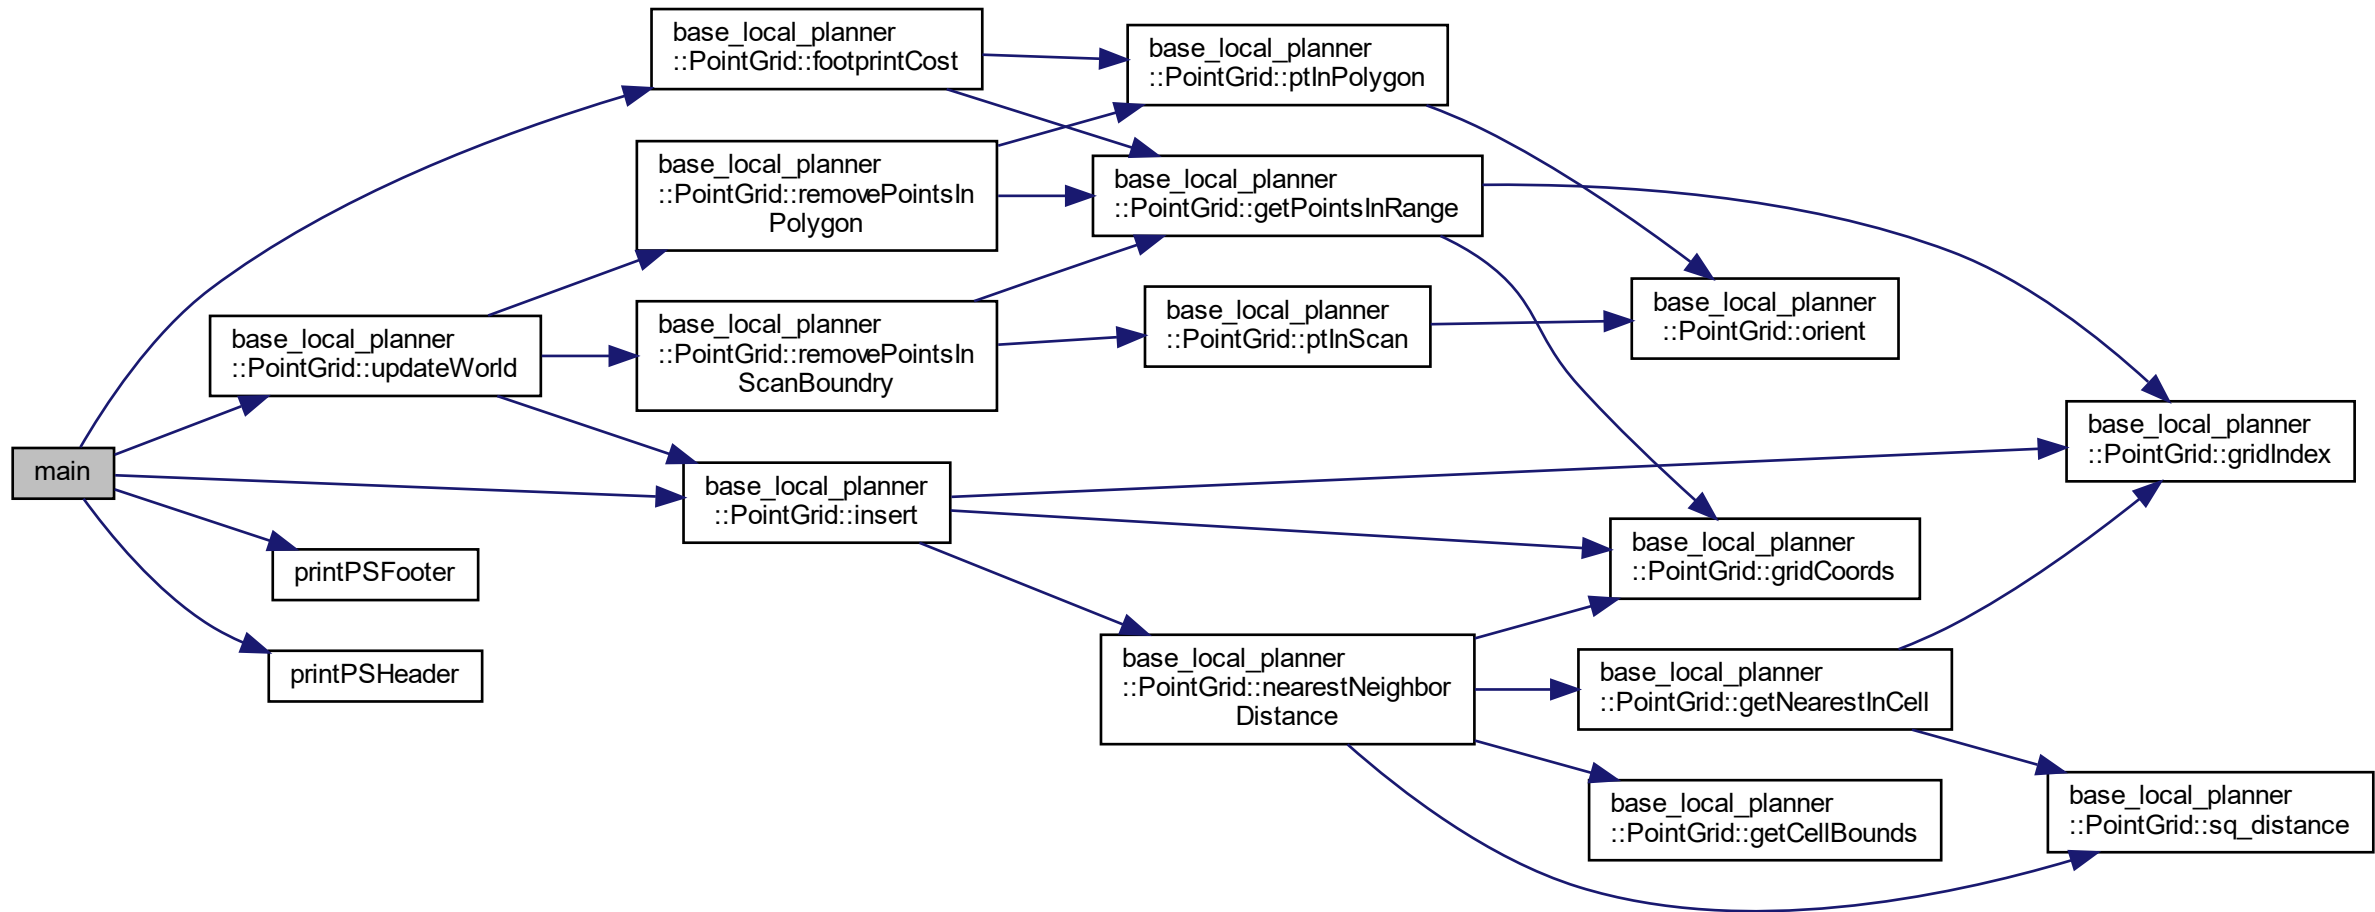 main
base_local_planner
::PointGrid::footprintCost
base_local_planner
::PointGrid::ptInPolygon
base_local_planner
::PointGrid::removePointsIn
Polygon
base_local_planner
::PointGrid::getPointsInRange
base_local_planner
::PointGrid::updateWorld
base_local_planner
::PointGrid::removePointsIn
ScanBoundry
base_local_planner
::PointGrid::ptInScan
base_local_planner
::PointGrid::orient
base_local_planner
::PointGrid::insert
base_local_planner
::PointGrid::gridIndex
base_local_planner
::PointGrid::gridCoords
printPSFooter
printPSHeader
base_local_planner
::PointGrid::nearestNeighbor
Distance
base_local_planner
::PointGrid::getNearestInCell
base_local_planner
::PointGrid::getCellBounds
base_local_planner
::PointGrid::sq_distance